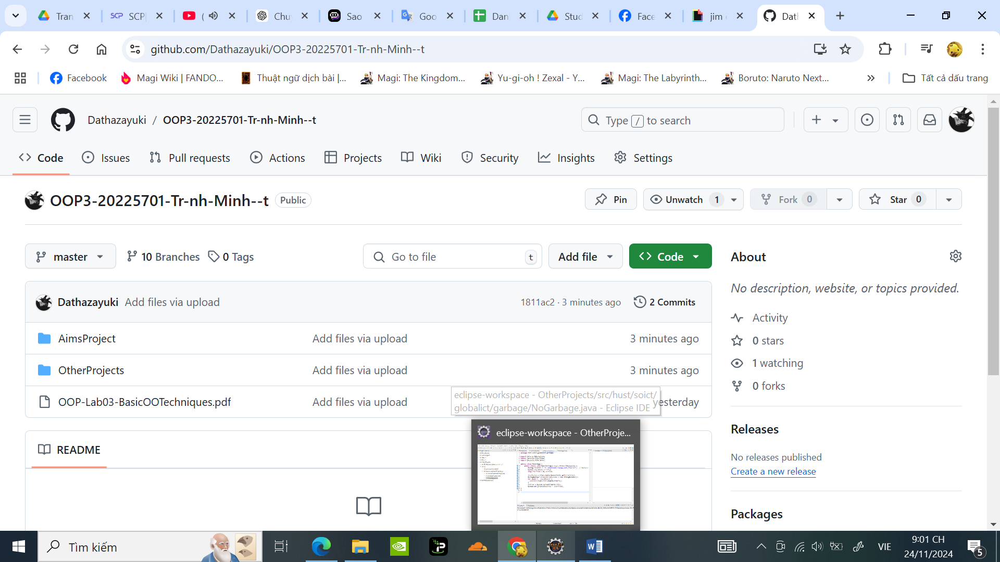 Tran
SCP|
(
Chu
Sao
Goo
Dan
Stud
Face
jim
Dath
github.com/Dathazayuki/OOP3-20225701-Tr-nh-Minh--t
Facebook
Magi Wiki | FANDO...
Thuật ngữ dịch bài |...
Magi: The Kingdom...
Yu-gi-oh ! Zexal - Y...
Magi: The Labyrinth...
Boruto: Naruto Next...
Tất cả dấu trang
Dathazayuki / OOP3-20225701-Tr-nh-Minh--t
Type / to search
Code
Issues
Pull requests
Actions
Projects
Wiki
Security
Insights
Settings
OOP3-20225701-Tr-nh-Minh--t Public
Pin
Unwatch 1
Fork 0
Star 0
master
10 Branches
0 Tags
Go to file t
Add file
Code
About
No description, website, or topics provided.
Dathazayuki Add files via upload 1811ac2 · 3 minutes ago 2 Commits
AimsProject Add files via upload 3 minutes ago
OtherProjects Add files via upload 3 minutes ago
OOP-Lab03-BasicOOTechniques.pdf Add files via upload yesterday
Activity
0 stars
1 watching
0 forks
eclipse-workspace - OtherProjects/src/hust/soict/
globalict/garbage/NoGarbage.java - Eclipse IDE
eclipse-workspace - OtherProje...
README
Releases
No releases published
Create a new release
Packages
Tìm kiếm
Java EE
IDE
VIE
9:01 CH
24/11/2024
5